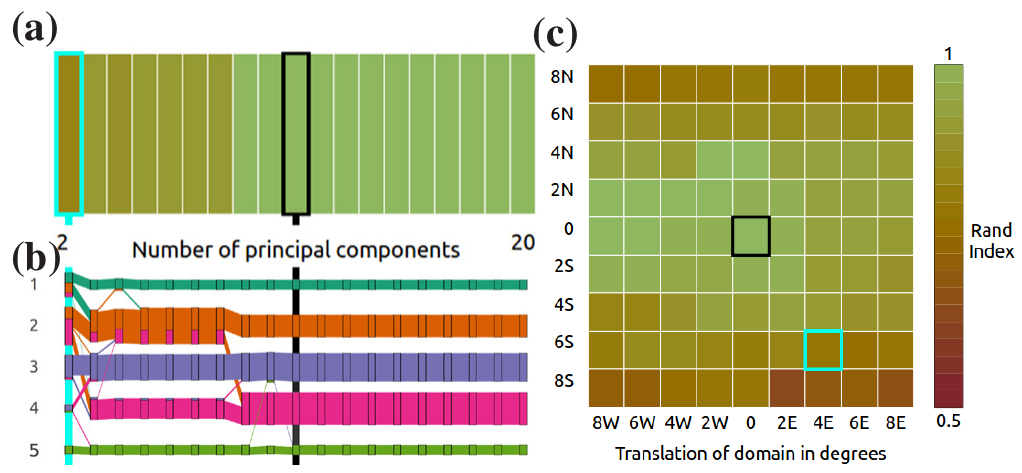 (a)
2
20
Number of principal components
(b)
1
2
3
4
5
(c)
8N
6N
4N
2N
0
2S
4S
6S
8S
8W 6W 4W 2W 0 2E 4E 6E 8E
Translation of domain in degrees
1
Rand
Index
0.5